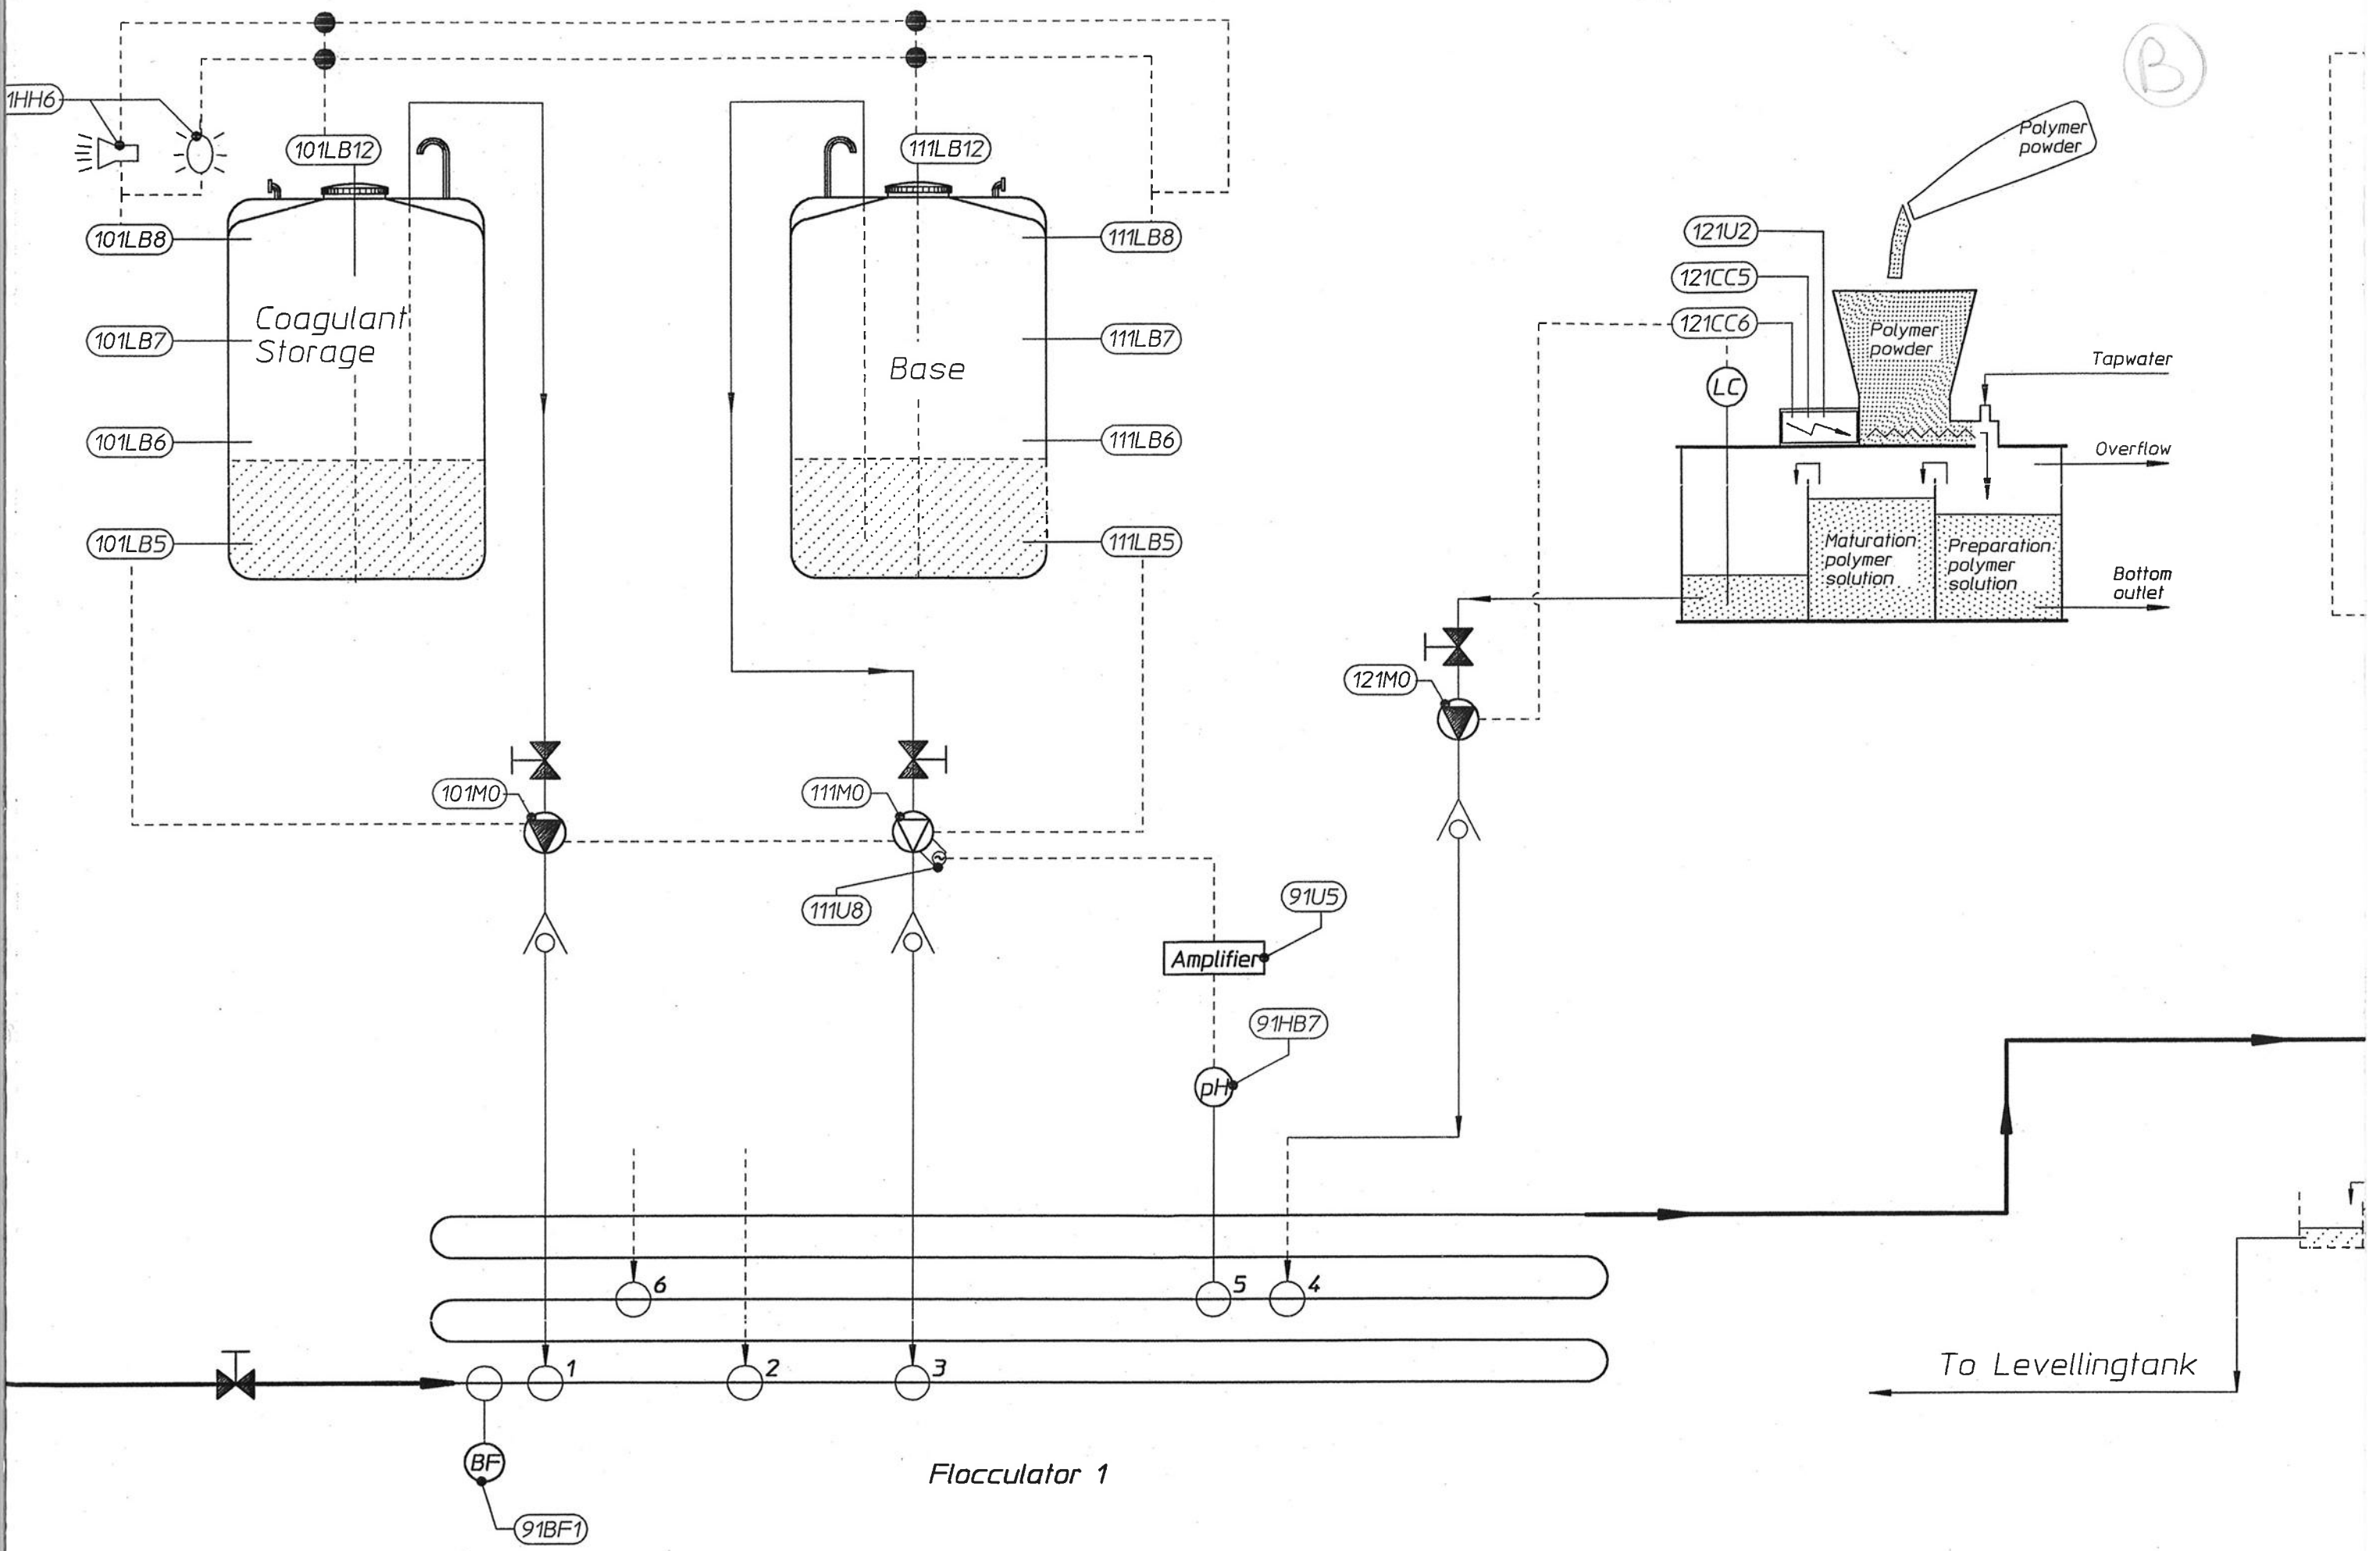 B
1HH6
101LB12
111LB12
101LB8
101LB7
101LB6
101LB5
Coagulant
Storage
Base
111LB8
111LB7
111LB6
111LB5
Polymer
powder
121U2
121CC5
121CC6
LC
Polymer
powder
Tapwater
Overflow
Maturation
polymer
solution
Preparation
polymer
solution
Bottom
outlet
121M0
101M0
111M0
111U8
91U5
Amplifier
91HB7
pH
6
5
4
1
2
3
To Levellingtank
BF
Flocculator 1
91BF1